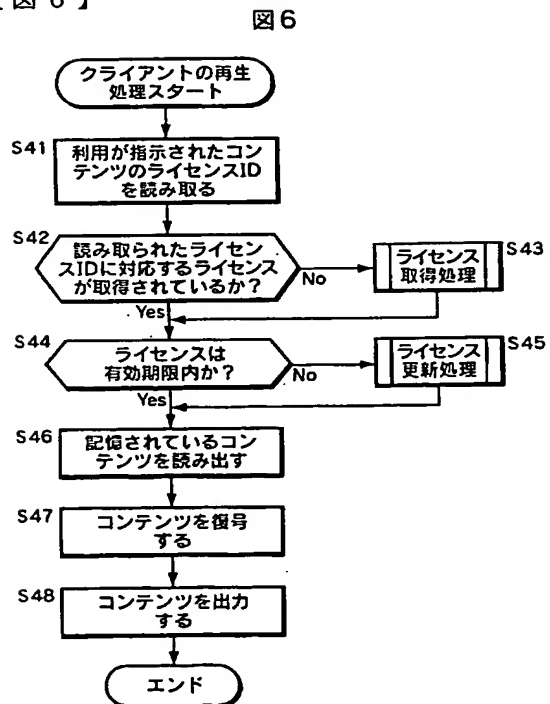 【図6】
図6
クライアントの再生
処理スタート
S41
利用が指示されたコン
テンツのライセンスID
を読み取る
S42
読み取られたライセン
スIDに対応するライセンス
が取得されているか?
No
S43
ライセンス
取得処理
Yes
S44
ライセンスは
有効期限内か?
No
S45
ライセンス
更新処理
Yes
S46
記憶されているコン
テンツを読み出す
S47
コンテンツを復号
する
S48
コンテンツを出力
する
エンド